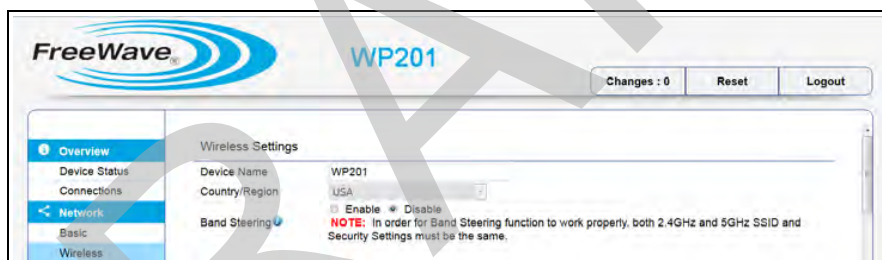 FreeWave®
WP201
Changes : 0 Reset Logout
Overview
Device Status
Connections
Network
Basic
Wireless
Wireless Settings
Device Name WP201
Country/Region USA
Band Steering Enable Disable
NOTE: In order for Band Steering function to work properly, both 2.4GHz and 5GHz SSID and
Security Settings must be the same.